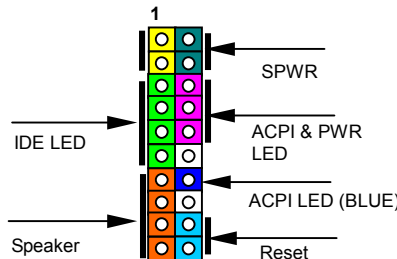 1
SPWR
IDE LED
ACPI & PWR
LED
ACPI LED (BLUE)
Speaker
Reset